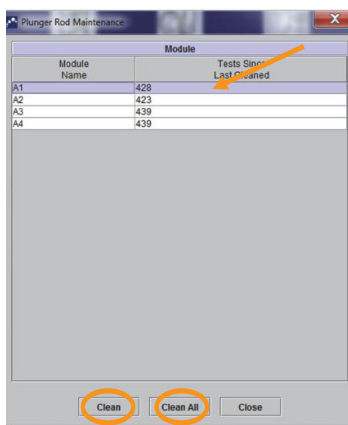 Plunger Rod Maintenance
X
Module
Module Name
Tests Since Last Cleaned
A1 428
A2 423
A3 439
A4 439
Clean Clean All Close